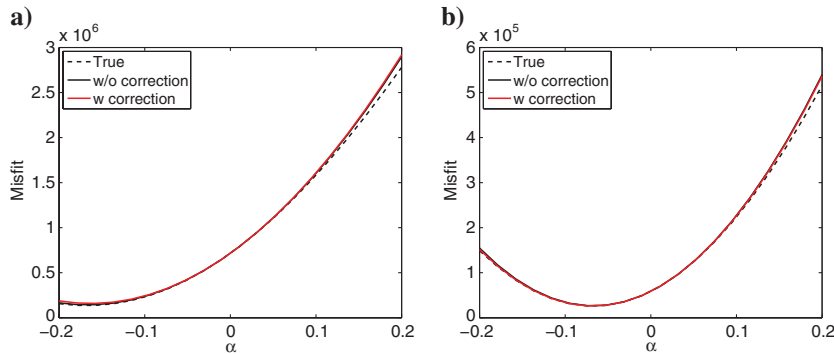 a)
x 10^6
3
2.5
2
1.5
1
0.5
0
Misfit
True
w/o correction
w correction
−0.2
−0.1
0
0.1
0.2
α
b)
x 10^5
6
5
4
3
2
1
0
Misfit
True
w/o correction
w correction
−0.2
−0.1
0
0.1
0.2
α